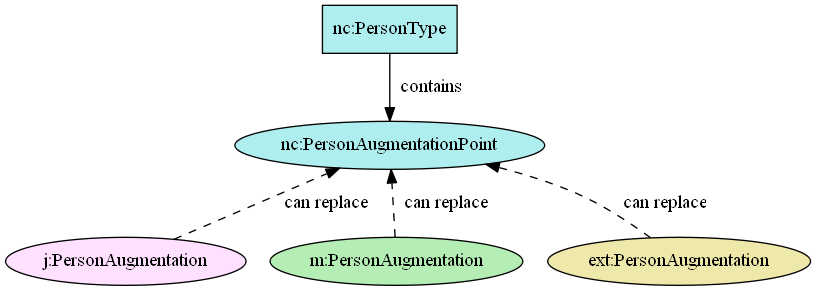 nc:PersonType
contains
nc:PersonAugmentationPoint
can replace
can replace
can replace
j:PersonAugmentation
m:PersonAugmentation
ext:PersonAugmentation